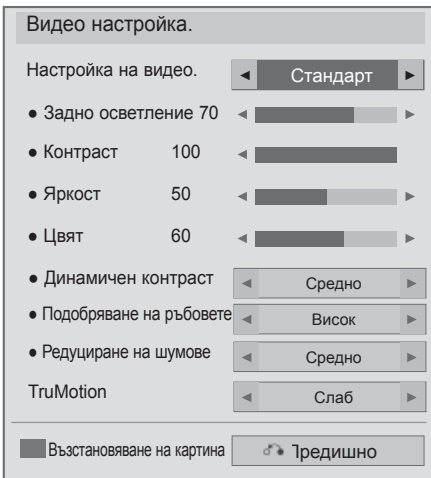 Видео настройка.
Настройка на видео. ◄ Стандарт ►
● Задно осветление 70 ◄ ►
● Контраст 100 ◄
● Яркост 50 ◄ ►
● Цвят 60 ◄ ►
● Динамичен контраст ◄ Средно ►
● Подобряване на ръбовете ◄ Висок ►
● Редуциране на шумове ◄ Средно ►
TruMotion ◄ Слаб ►
Възстановяване на картина Предишно